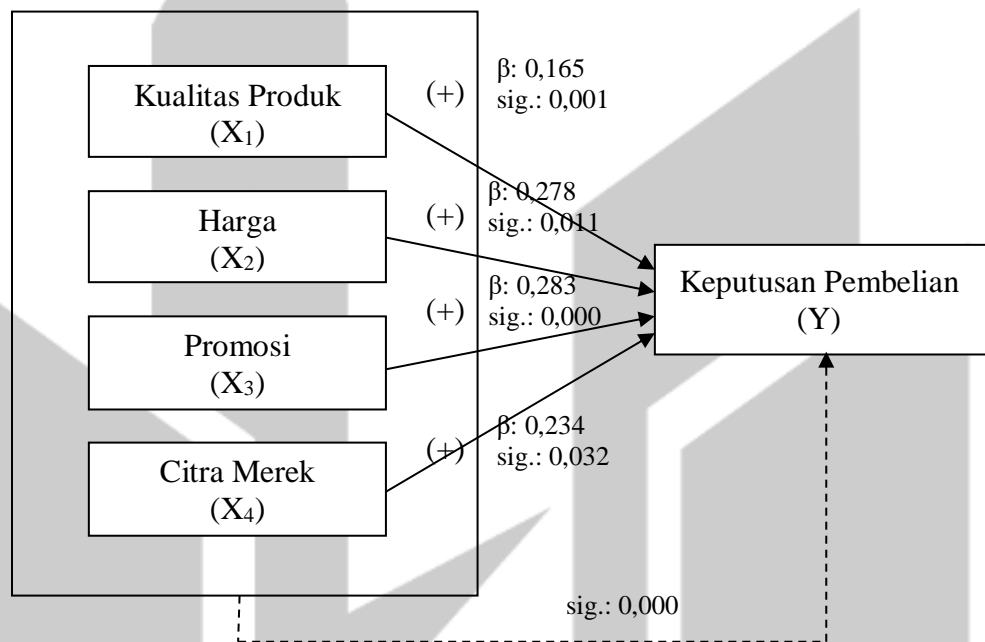 Kualitas Produk
(X₁)
(+)
β: 0,165
sig.: 0,001
Harga
(X₂)
(+)
β: 0,278
sig.: 0,011
Promosi
(X₃)
(+)
β: 0,283
sig.: 0,000
Citra Merek
(X₄)
(+)
β: 0,234
sig.: 0,032
Keputusan Pembelian
(Y)
sig.: 0,000